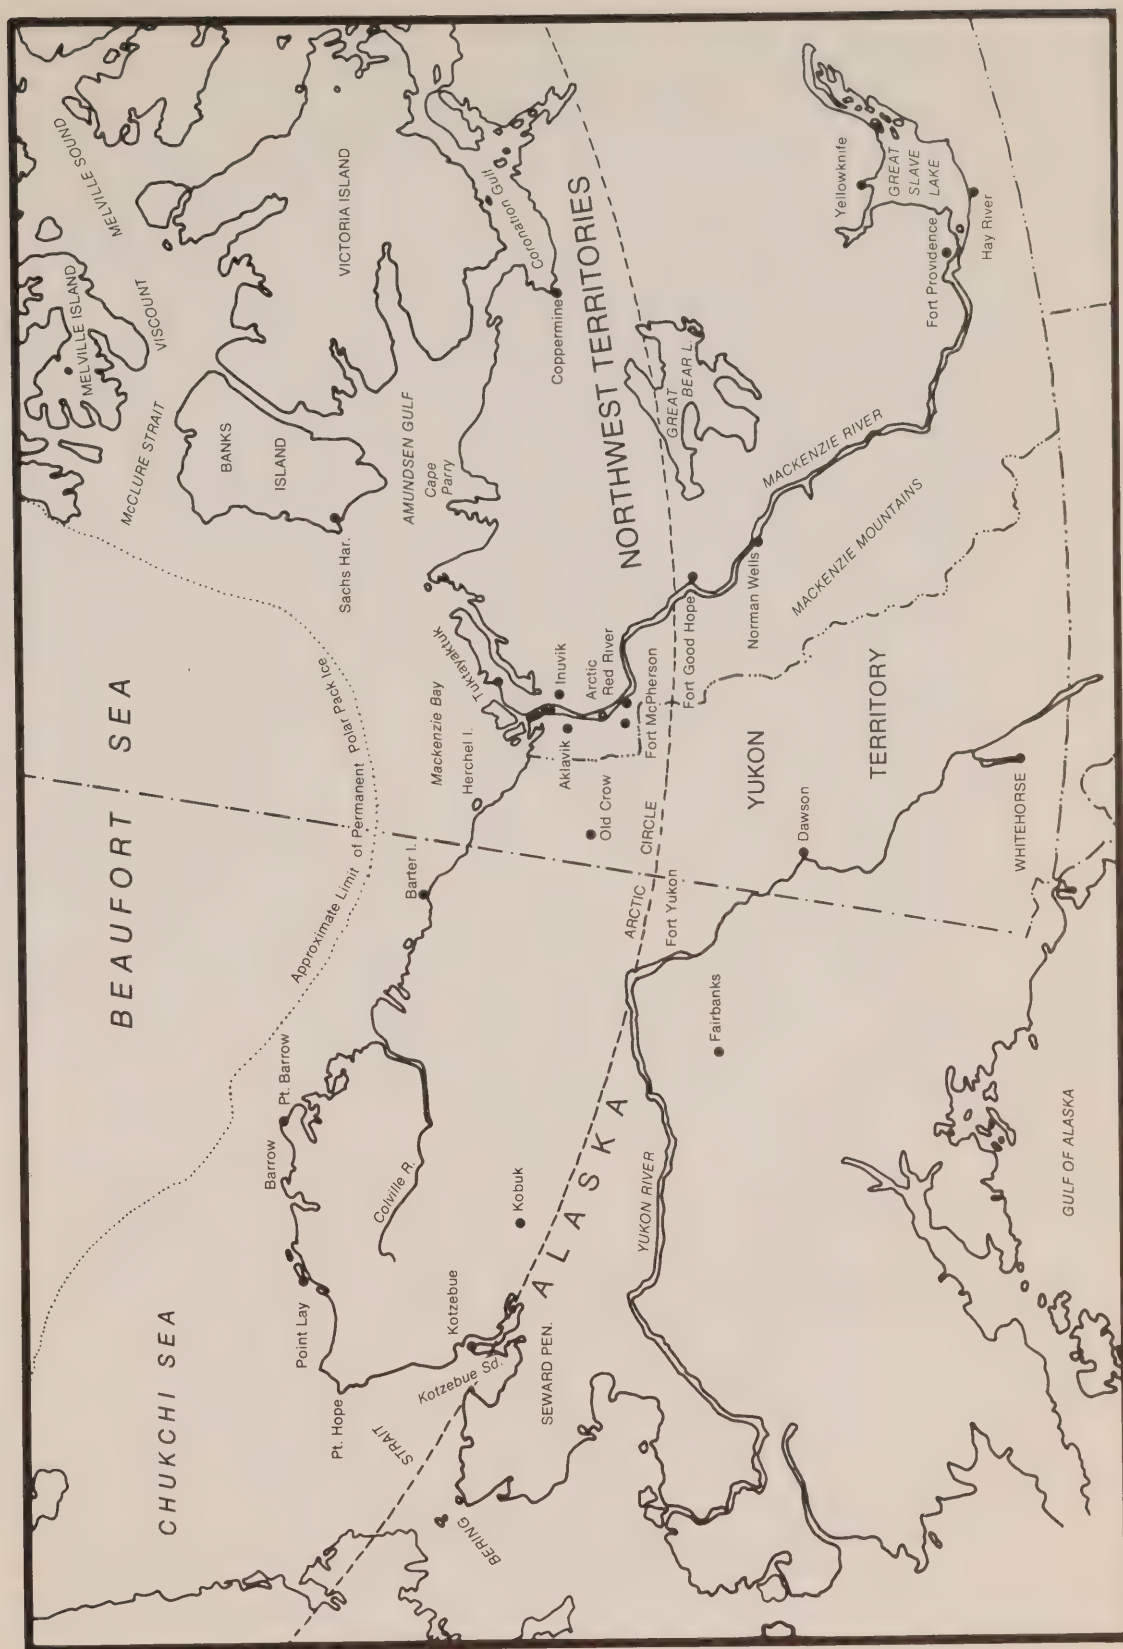 CHUKCHI SEA
BEAUFORT SEA
McCLURE STRAIT
MELVILLE ISLAND
VISCOUNT
MELVILLE SOUND
BANKS
ISLAND
VICTORIA ISLAND
Sachs Har.
AMUNDSEN GULF
Cape
Parry
Coronation Gulf
Coppermine
Approximate Limit of Permanent Polar Pack Ice
Barrow
Pt. Barrow
Point Lay
Pt. Hope
Colville R.
Barter I.
Herchel I.
Mackenzie Bay
Tuktayaktuk
Inuvik
Aklavik
Arctic
Red River
Fort McPherson
Old Crow
Kotzebue
Kotzebue Sd.
Kobuk
BERING
STRAIT
SEWARD PEN.
ALASKA
ARCTIC
CIRCLE
Fort Yukon
YUKON RIVER
Fairbanks
NORTHWEST TERRITORIES
GREAT
BEAR L.
Fort Good Hope
Norman Wells
MACKENZIE RIVER
MACKENZIE MOUNTAINS
YUKON
TERRITORY
Dawson
WHITEHORSE
Yellowknife
GREAT
SLAVE
LAKE
Fort Providence
Hay River
GULF OF ALASKA